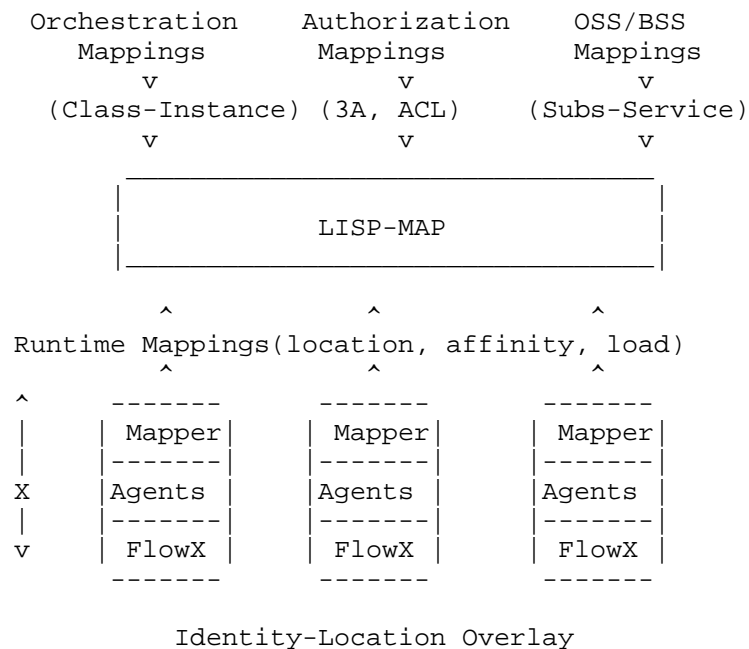 Orchestration Authorization OSS/BSS
Mappings Mappings Mappings
v v v
(Class-Instance) (3A, ACL) (Subs-Service)
v v v
LISP-MAP
^ ^ ^
Runtime Mappings(location, affinity, load)
^ ^ ^
^
| Mapper| | Mapper| | Mapper|
X |Agents | |Agents | |Agents |
v | FlowX | | FlowX | | FlowX |
Identity-Location Overlay